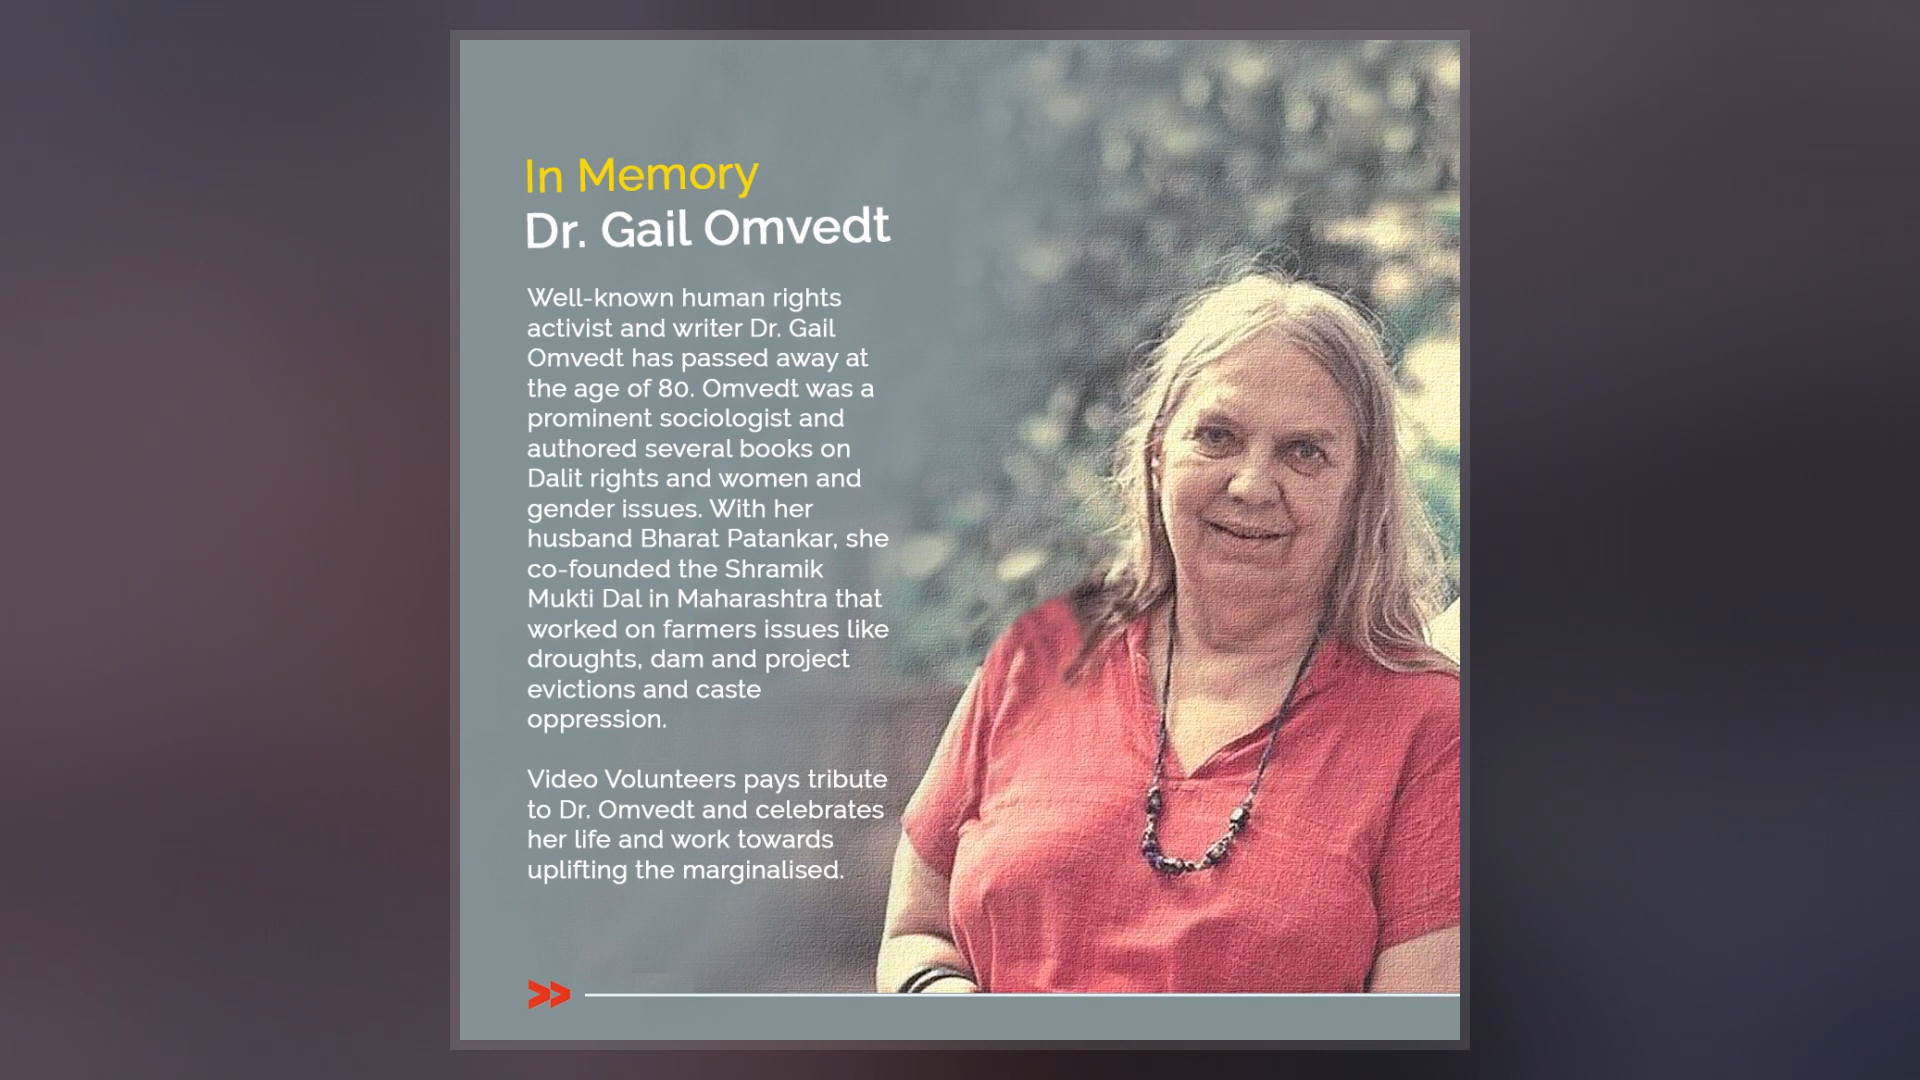 In Memory
Dr. Gail Omvedt
Well-known human rights
activist and writer Dr. Gail
Omvedt has passed away at
the age of 80. Omvedt was a
prominent sociologist and
authored several books on
Dalit rights and women and
gender issues. With her
husband Bharat Patankar, she
co-founded the Shramik
Mukti Dal in Maharashtra that
worked on farmers issues like
droughts, dam and project
evictions and caste
oppression.
Video Volunteers pays tribute
to Dr. Omvedt and celebrates
her life and work towards
uplifting the marginalised.